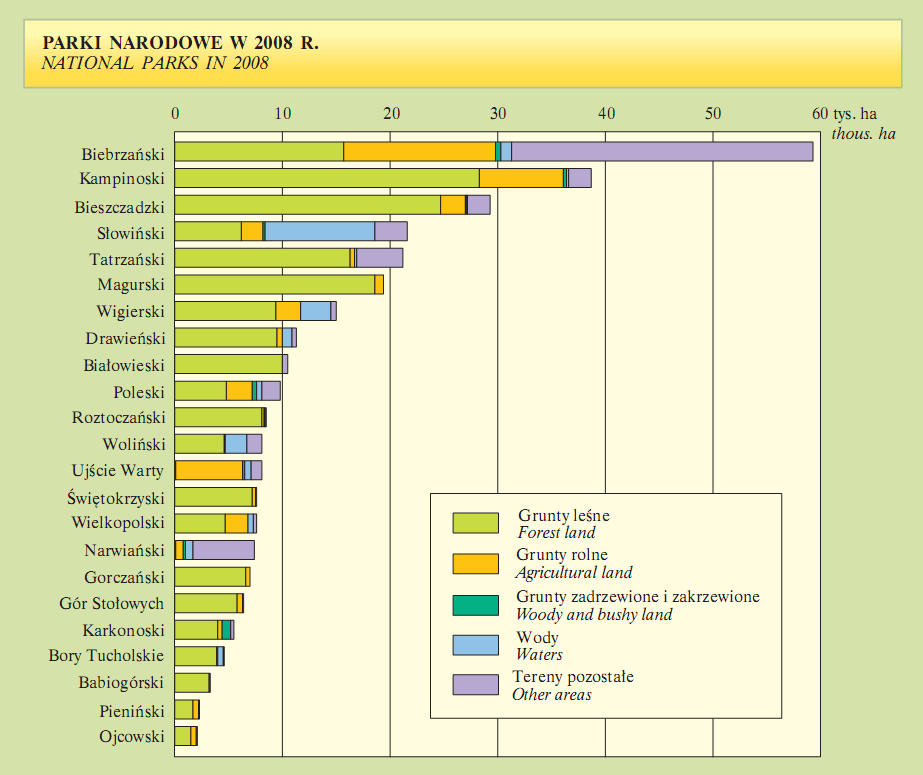 PARKI NARODOWE W 2008 R.
NATIONAL PARKS IN 2008
0 10 20 30 40 50 60 tys. ha
thous. ha
Biebrzański
Kampinoski
Bieszczadzki
Słowiński
Tatrzański
Magurski
Wigierski
Drawieński
Białowieski
Poleski
Roztoczański
Woliński
Ujście Warty
Świętokrzyski
Wielkopolski
Narwiański
Gorczański
Gór Stołowych
Karkonoski
Bory Tucholskie
Babiogórski
Pieniński
Ojcowski
Grunty leśne
Forest land
Grunty rolne
Agricultural land
Grunty zadrzewione i zakrzewione
Woody and bushy land
Wody
Waters
Tereny pozostałe
Other areas